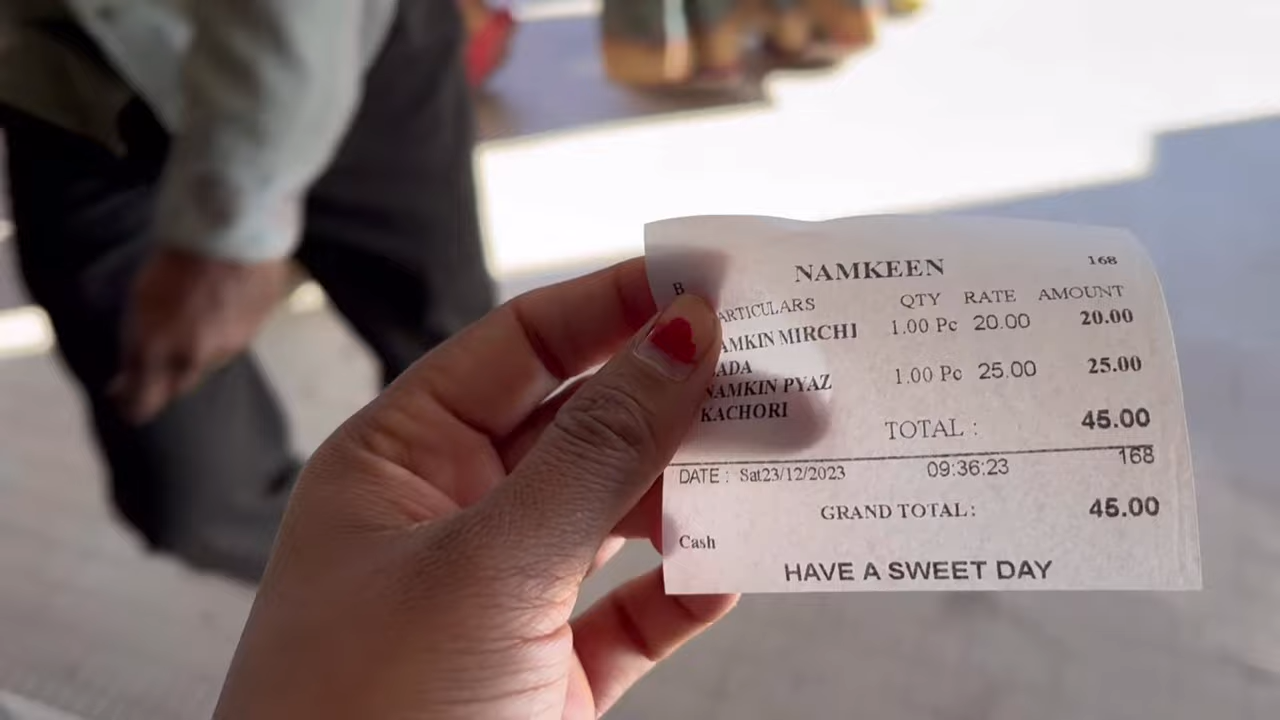 NAMKEEN 168
B
ARTICULARS QTY RATE AMOUNT
AMKIN MIRCHI 1.00 Pc 20.00 20.00
ADA
NAMKIN PYAZ 1.00 Pc 25.00 25.00
KACHORI
TOTAL : 45.00
DATE : Sat23/12/2023 09:36:23 168
GRAND TOTAL: 45.00
Cash
HAVE A SWEET DAY